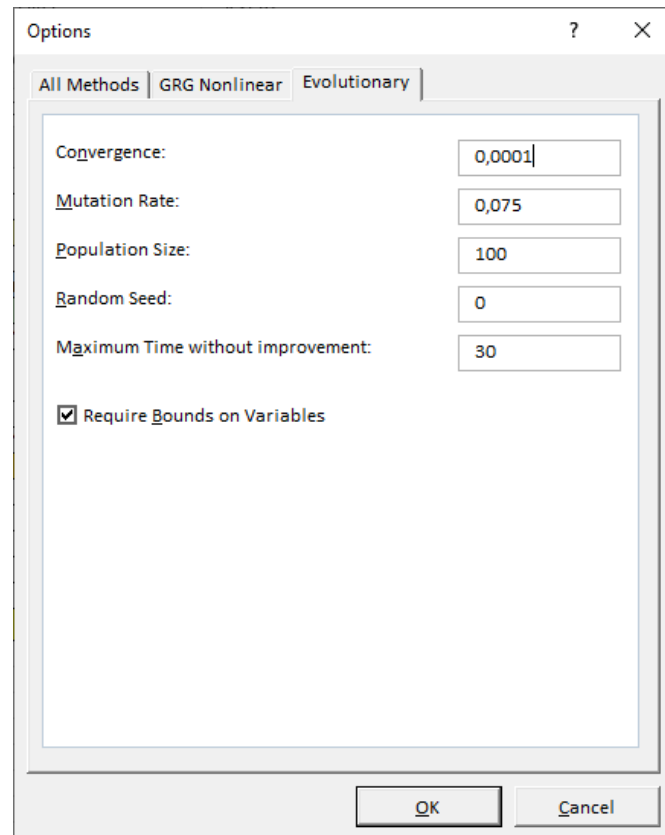 Options ?
All Methods GRG Nonlinear Evolutionary
Convergence: 0,0001
Mutation Rate: 0,075
Population Size: 100
Random Seed: 0
Maximum Time without improvement: 30
Require Bounds on Variables
OK Cancel